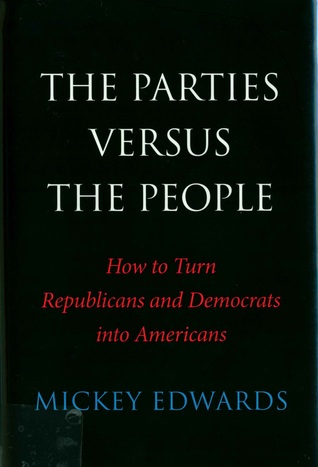 THE PARTIES
VERSUS
THE PEOPLE
How to Turn
Republicans and Democrats
into Americans
MICKEY EDWARDS